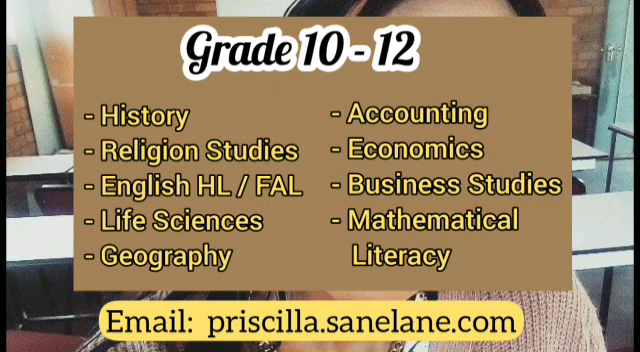 Grade 10 - 12
- History
- Religion Studies
- English HL / FAL
- Life Sciences
- Geography
- Accounting
- Economics
- Business Studies
- Mathematical
Literacy
Email: priscilla.sanelane.com